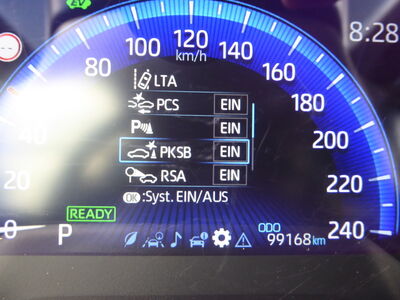 EV
8:28
80 100 120 140 160 180 200 220 240
km/h
LTA
PCS EIN
P EIN
PKSB EIN
RSA EIN
OK :Syst. EIN/AUS
READY
P
ODO
99168 km